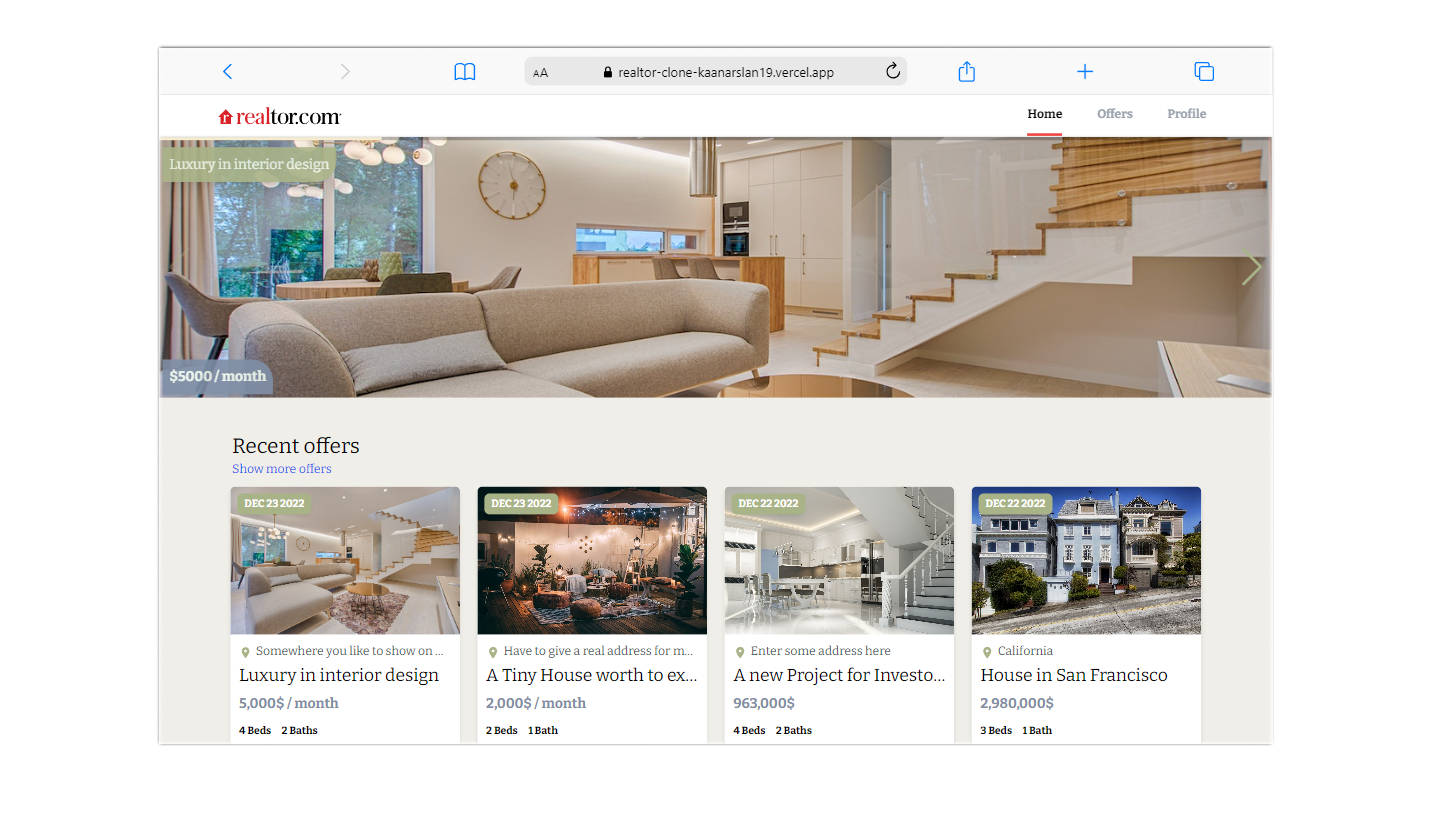 AA realtor-clone-kaanarslan19.vercel.app
realtor.com Home Offers Profile
Luxury in interior design
$5000 / month
Recent offers
Show more offers
DEC 23 2022
DEC 23 2022
DEC 22 2022
DEC 22 2022
Somewhere you like to show on ...
Have to give a real address for m...
Enter some address here
California
Luxury in interior design
A Tiny House worth to ex...
A new Project for Investo...
House in San Francisco
5,000$ / month
2,000$ / month
963,000$
2,980,000$
4 Beds 2 Baths
2 Beds 1 Bath
4 Beds 2 Baths
3 Beds 1 Bath